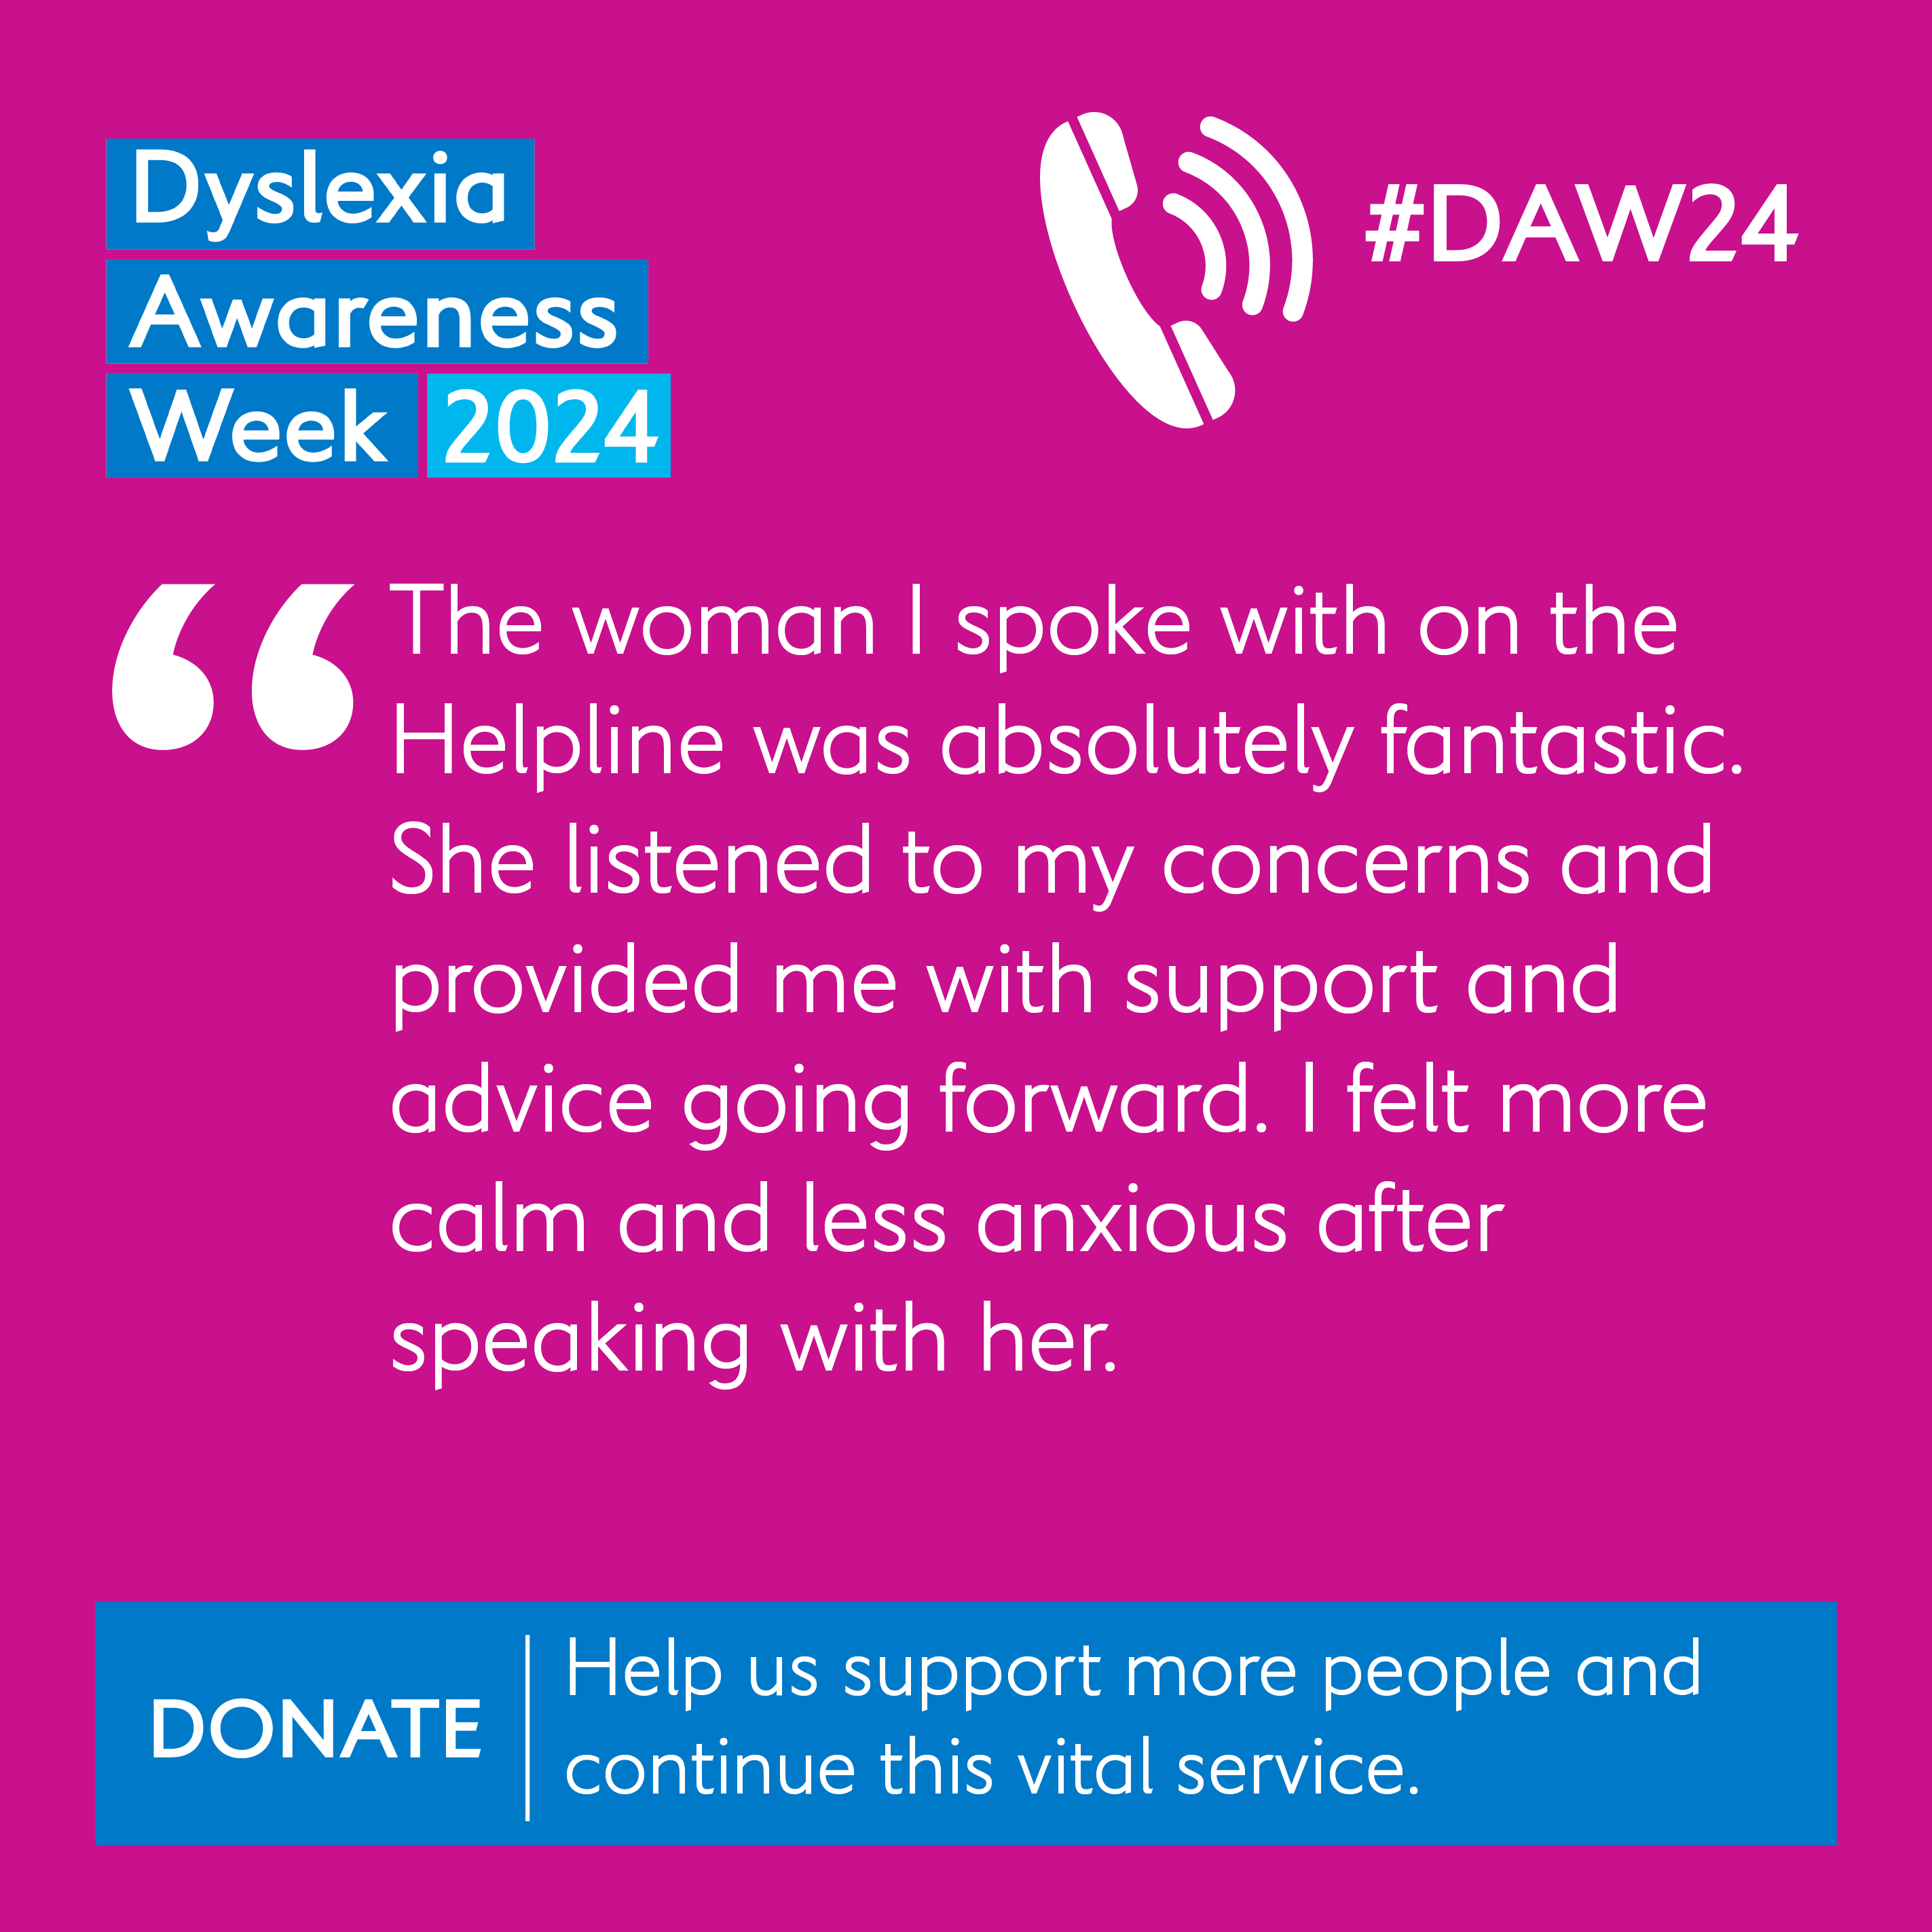 Dyslexia
Awareness
Week 2024
#DAW24
“The woman I spoke with on the
Helpline was absolutely fantastic.
She listened to my concerns and
provided me with support and
advice going forward. I felt more
calm and less anxious after
speaking with her.
DONATE
Help us support more people and
continue this vital service.